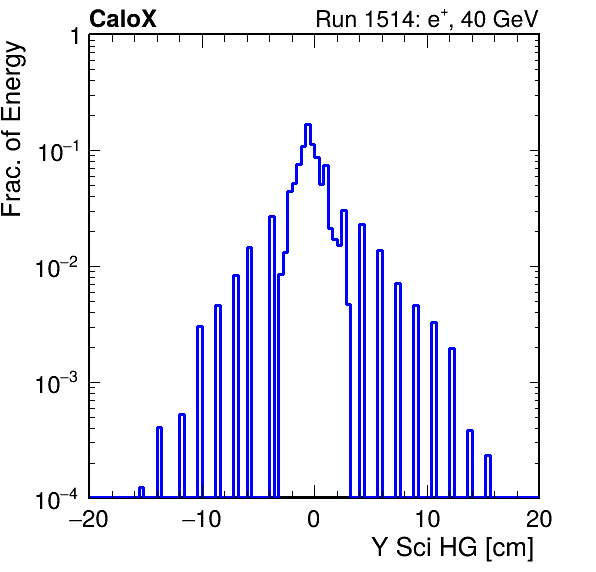 CaloX Run 1514: e⁺, 40 GeV
Frac. of Energy
1
10⁻¹
10⁻²
10⁻³
10⁻⁴
−20 −10 0 10 20
Y Sci HG [cm]